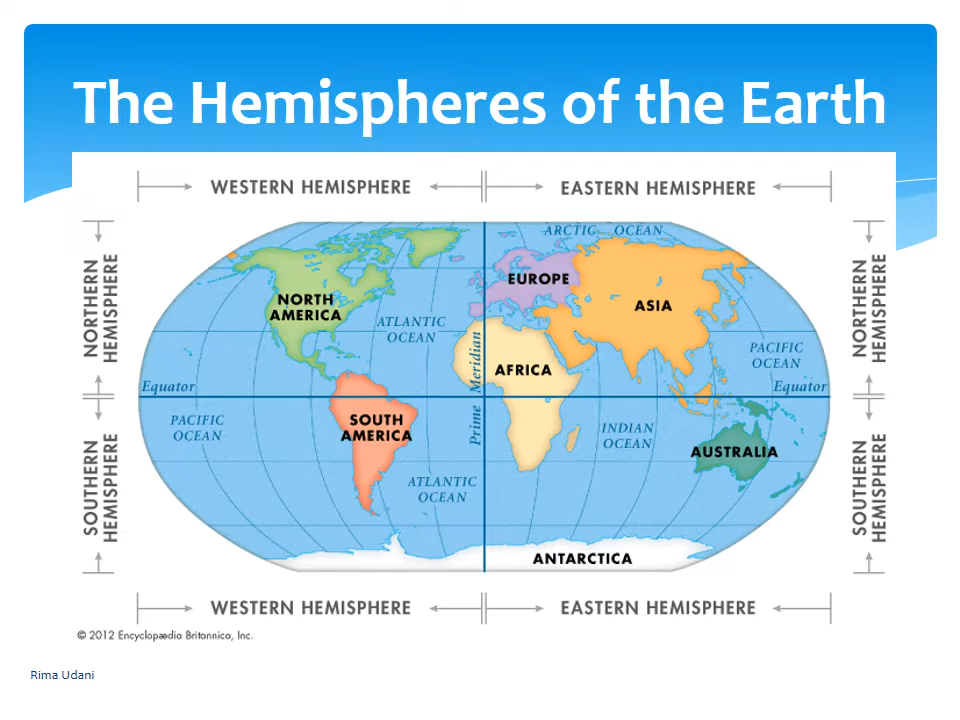 The Hemispheres of the Earth
WESTERN HEMISPHERE
EASTERN HEMISPHERE
NORTHERN
HEMISPHERE
SOUTHERN
HEMISPHERE
ARCTIC OCEAN
NORTH
AMERICA
EUROPE
ASIA
ATLANTIC
OCEAN
PACIFIC
OCEAN
AFRICA
Equator
Equator
Prime Meridian
PACIFIC
OCEAN
SOUTH
AMERICA
INDIAN
OCEAN
AUSTRALIA
ATLANTIC
OCEAN
ANTARCTICA
NORTHERN
HEMISPHERE
SOUTHERN
HEMISPHERE
WESTERN HEMISPHERE
EASTERN HEMISPHERE
© 2012 Encyclopædia Britannica, Inc.
Rima Udani